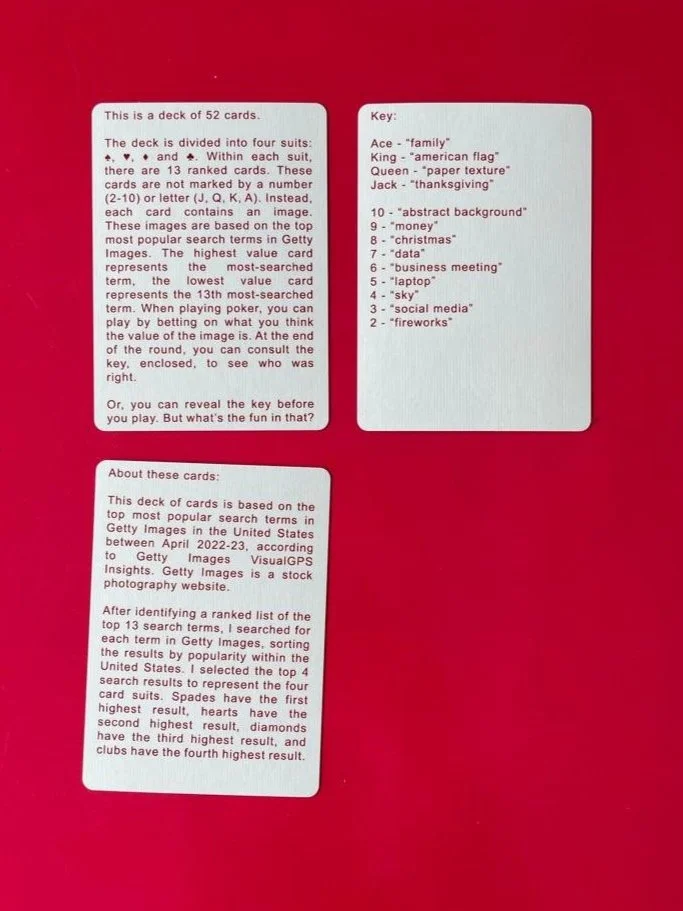 This is a deck of 52 cards.
The deck is divided into four suits:
♠, ♥, ♦ and ♣. Within each suit,
there are 13 ranked cards. These
cards are not marked by a number
(2-10) or letter (J, Q, K, A). Instead,
each card contains an image.
These images are based on the top
most popular search terms in Getty
Images. The highest value card
represents the most-searched
term, the lowest value card
represents the 13th most-searched
term. When playing poker, you can
play by betting on what you think
the value of the image is. At the end
of the round, you can consult the
key, enclosed, to see who was
right.
Or, you can reveal the key before
you play. But what's the fun in that?
Key:
Ace - “family”
King - “american flag”
Queen - “paper texture”
Jack - “thanksgiving”
10 - “abstract background”
9 - “money”
8 - “christmas”
7 - “data”
6 - “business meeting”
5 - “laptop”
4 - “sky”
3 - “social media”
2 - “fireworks”
About these cards:
This deck of cards is based on the
top most popular search terms in
Getty Images in the United States
between April 2022-23, according
to Getty Images VisualGPS
Insights. Getty Images is a stock
photography website.
After identifying a ranked list of the
top 13 search terms, I searched for
each term in Getty Images, sorting
the results by popularity within the
United States. I selected the top 4
search results to represent the four
card suits. Spades have the first
highest result, hearts have the
second highest result, diamonds
have the third highest result, and
clubs have the fourth highest result.